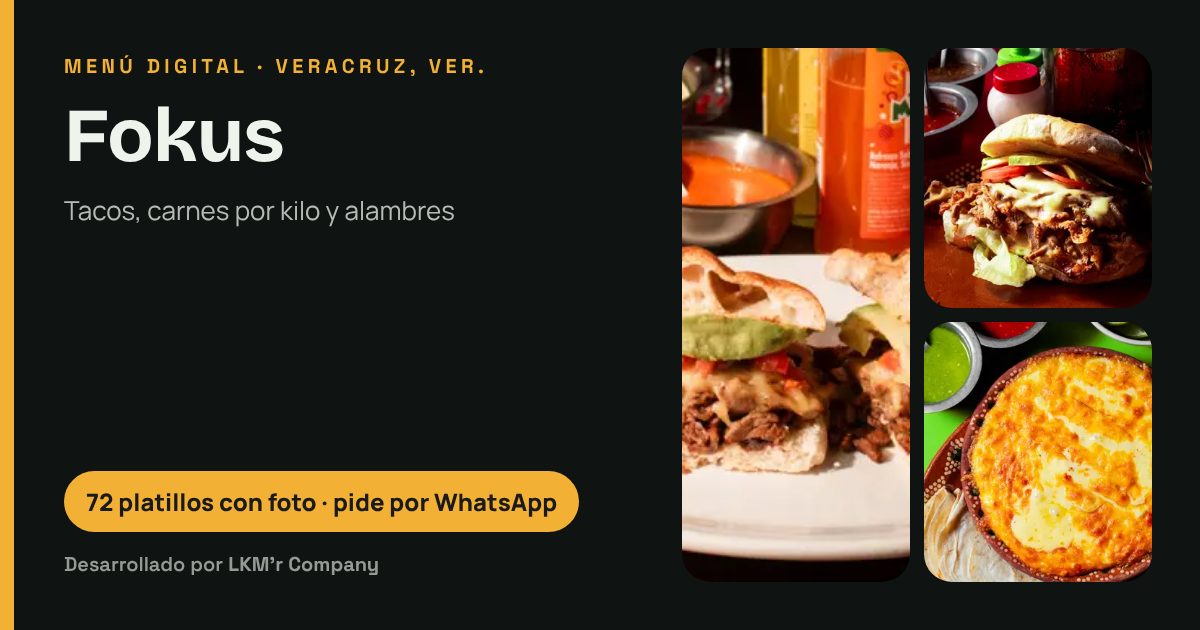 MENÚ DIGITAL · VERACRUZ, VER.
Fokus
Tacos, carnes por kilo y alambres
72 platillos con foto · pide por WhatsApp
Desarrollado por LKM’r Company